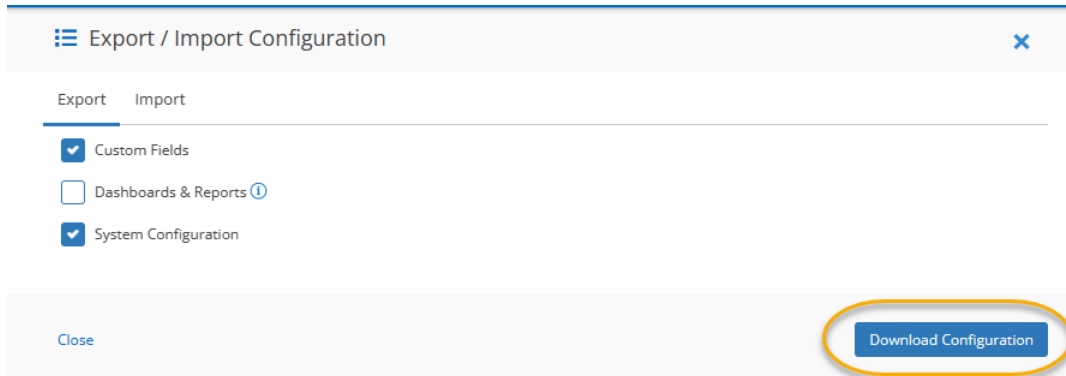 Export / Import Configuration
Export Import
Custom Fields
Dashboards & Reports
System Configuration
Close Download Configuration